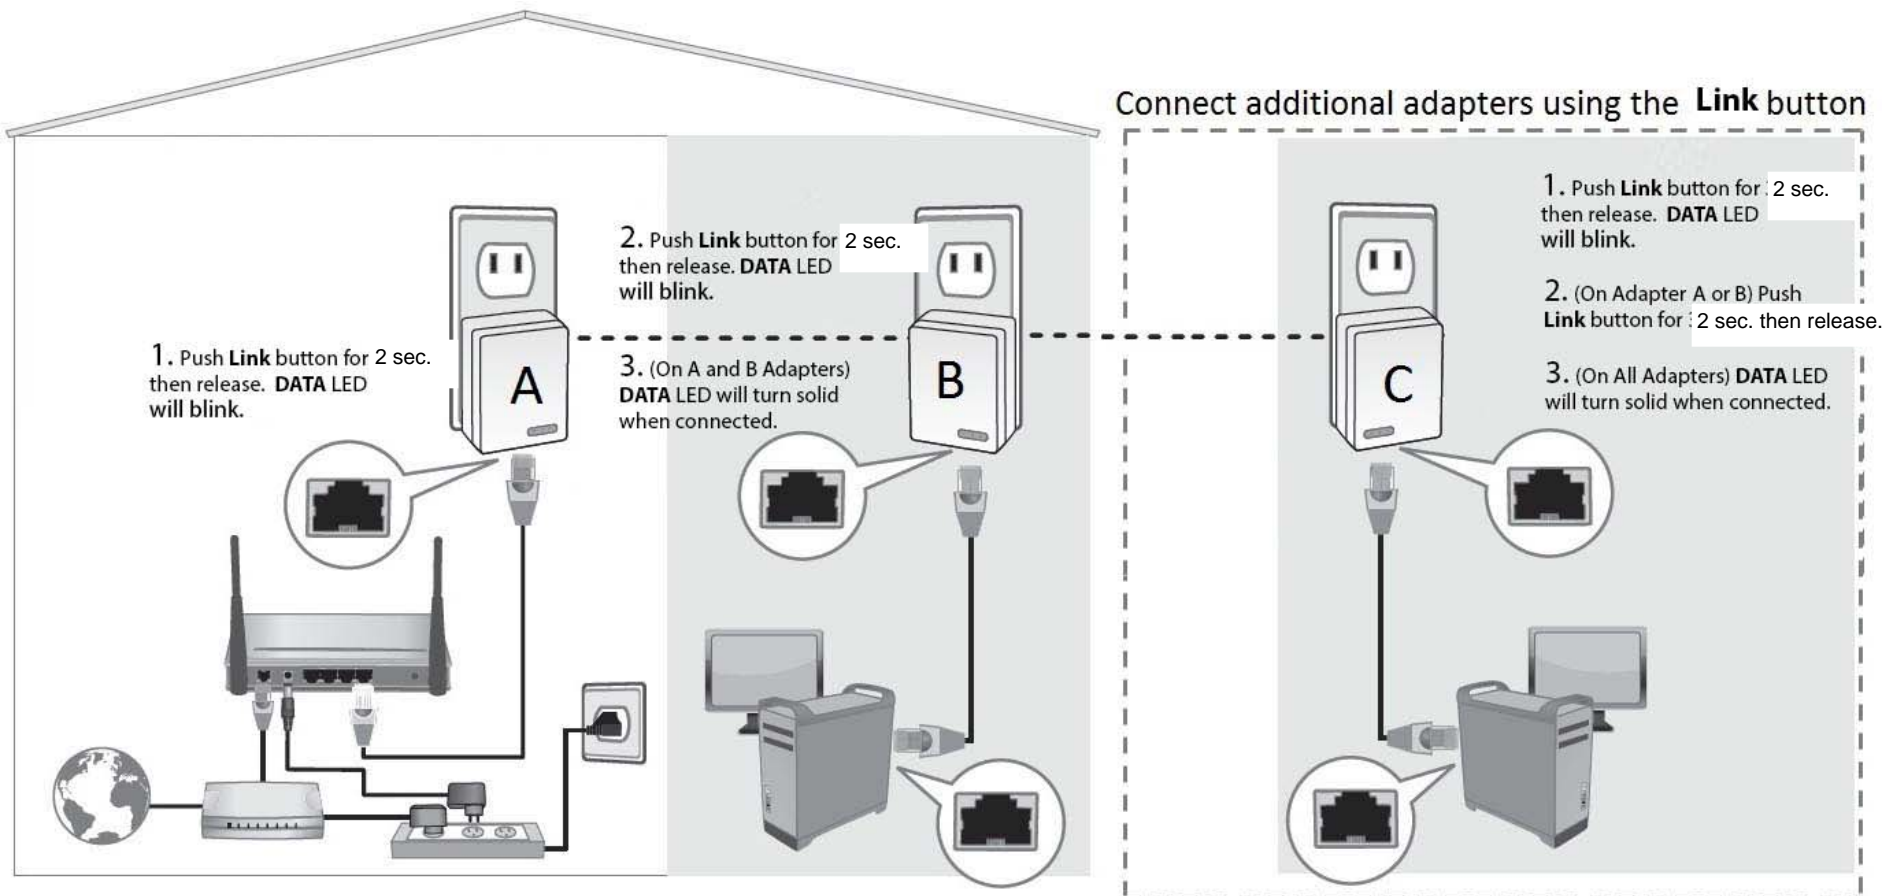 Connect additional adapters using the Link button
1. Push Link button for 2 sec.
then release. DATA LED
will blink.
A
2. Push Link button for 2 sec.
then release. DATA LED
will blink.
3. (On A and B Adapters)
DATA LED will turn solid
when connected.
B
C
1. Push Link button for 2 sec.
then release. DATA LED
will blink.
2. (On Adapter A or B) Push
Link button for 2 sec. then release.
3. (On All Adapters) DATA LED
will turn solid when connected.